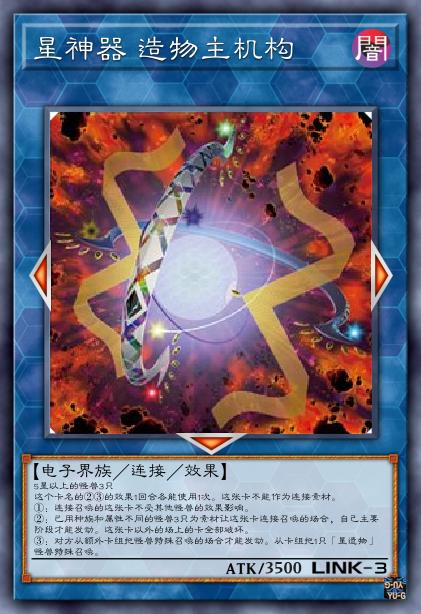 星神器 造物主机构
闇
【电子界族／连接／效果】
5星以上的怪兽3只
这个卡名的②③的效果1回合各能使用1次。这张卡不能作为连接素材。
①：连接召唤的这张卡不受其他怪兽的效果影响。
②：已用种族和属性不同的怪兽3只为素材让这张卡连接召唤的场合，自己主要
阶段才能发动。这张卡以外的场上的卡全部破坏。
③：对方从额外卡组把怪兽特殊召唤的场合才能发动。从卡组把1只「星遗物」
怪兽特殊召唤。
ATK/3500 LINK-3